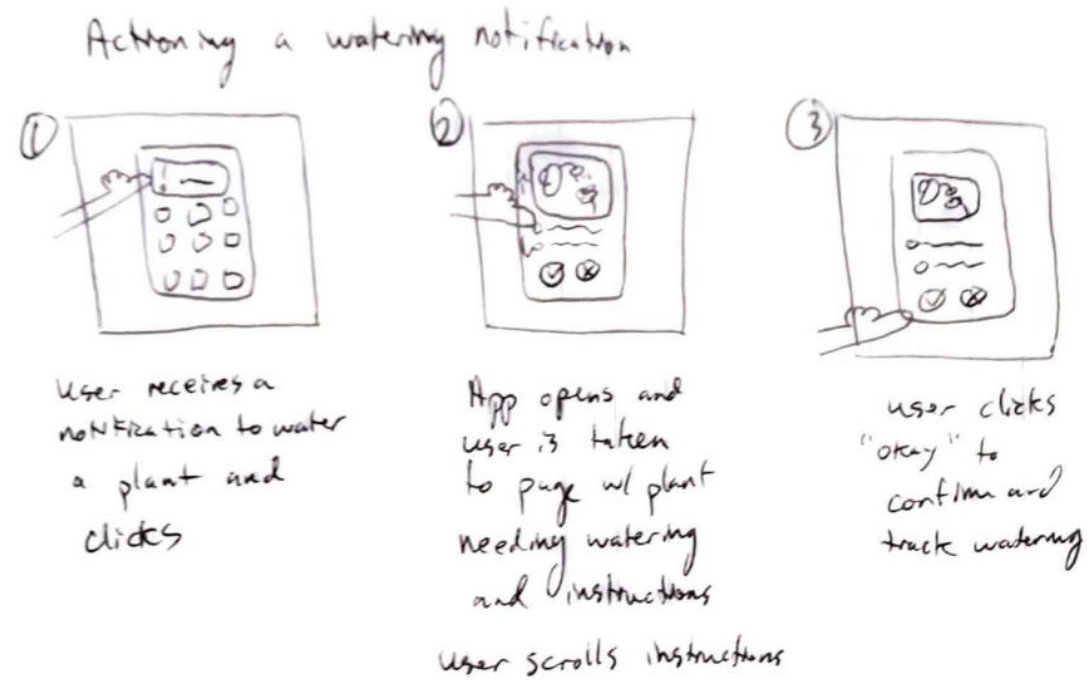 Actioning a watering notification
①
user receives a
notification to water
a plant and
clicks
②
App opens and
user is taken
to page w/ plant
needing watering
and instructions
user scrolls instructions
③
user clicks
"okay" to
confirm and
track watering